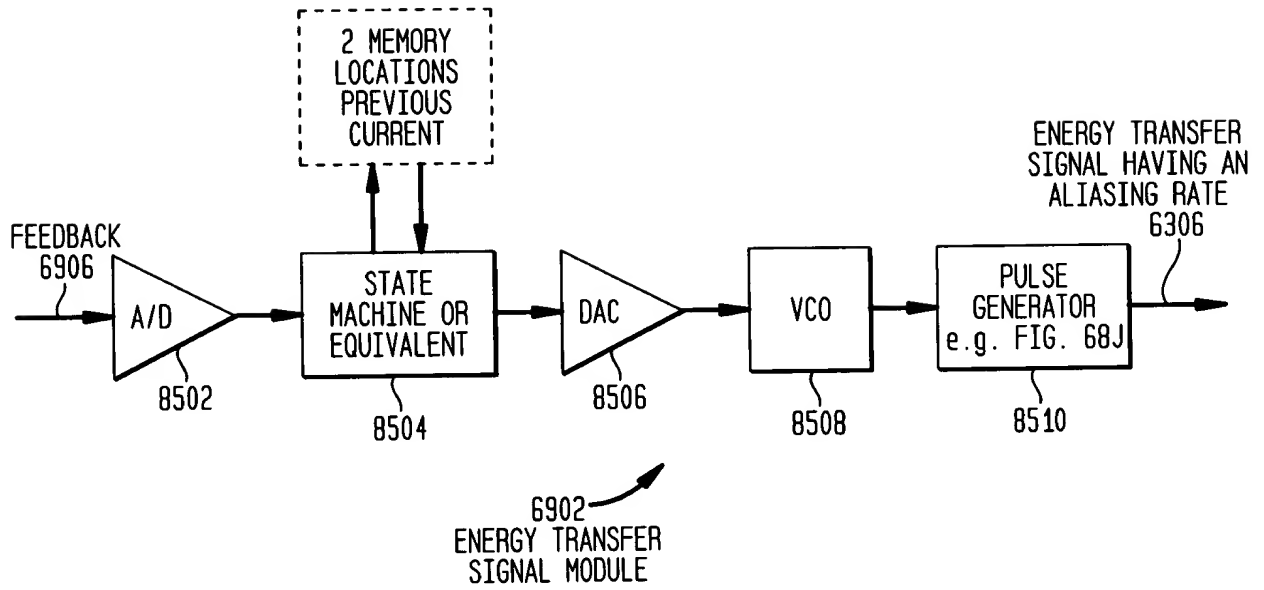 2 MEMORY
LOCATIONS
PREVIOUS
CURRENT
ENERGY TRANSFER
SIGNAL HAVING AN
ALIASING RATE
6306
FEEDBACK
6906
A/D
8502
STATE
MACHINE OR
EQUIVALENT
8504
DAC
8506
VCO
8508
PULSE
GENERATOR
e.g. FIG. 68J
8510
6902
ENERGY TRANSFER
SIGNAL MODULE